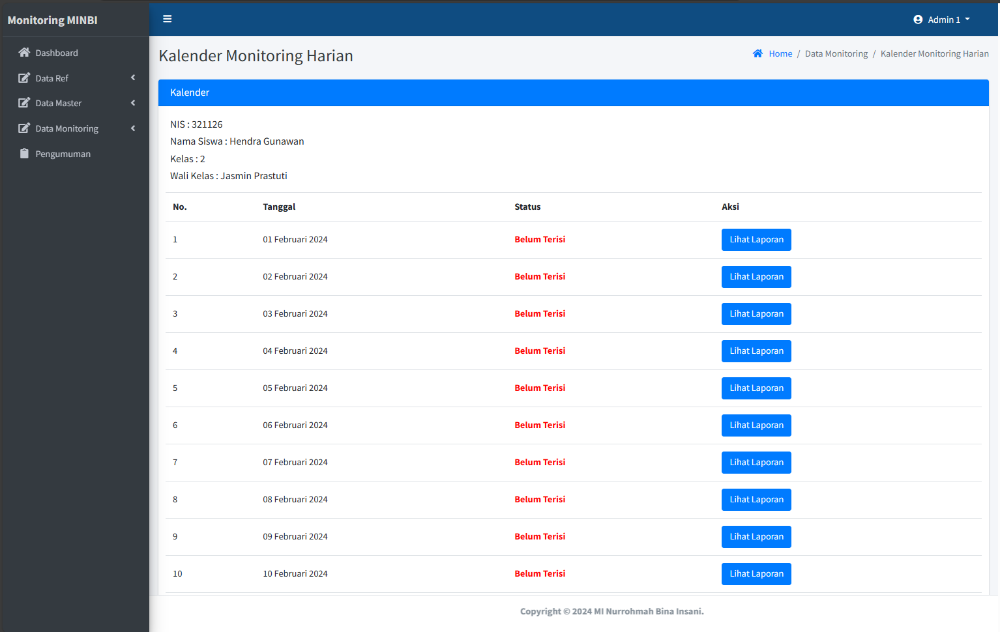 Monitoring MINBI
Admin 1
Dashboard
Data Ref
Data Master
Data Monitoring
Pengumuman
Kalender Monitoring Harian
Home / Data Monitoring / Kalender Monitoring Harian
Kalender
NIS : 321126
Nama Siswa : Hendra Gunawan
Kelas : 2
Wali Kelas : Jasmin Prastuti
No. Tanggal Status Aksi
1 01 Februari 2024 Belum Terisi Lihat Laporan
2 02 Februari 2024 Belum Terisi Lihat Laporan
3 03 Februari 2024 Belum Terisi Lihat Laporan
4 04 Februari 2024 Belum Terisi Lihat Laporan
5 05 Februari 2024 Belum Terisi Lihat Laporan
6 06 Februari 2024 Belum Terisi Lihat Laporan
7 07 Februari 2024 Belum Terisi Lihat Laporan
8 08 Februari 2024 Belum Terisi Lihat Laporan
9 09 Februari 2024 Belum Terisi Lihat Laporan
10 10 Februari 2024 Belum Terisi Lihat Laporan
Copyright © 2024 MI Nurrohmah Bina Insani.